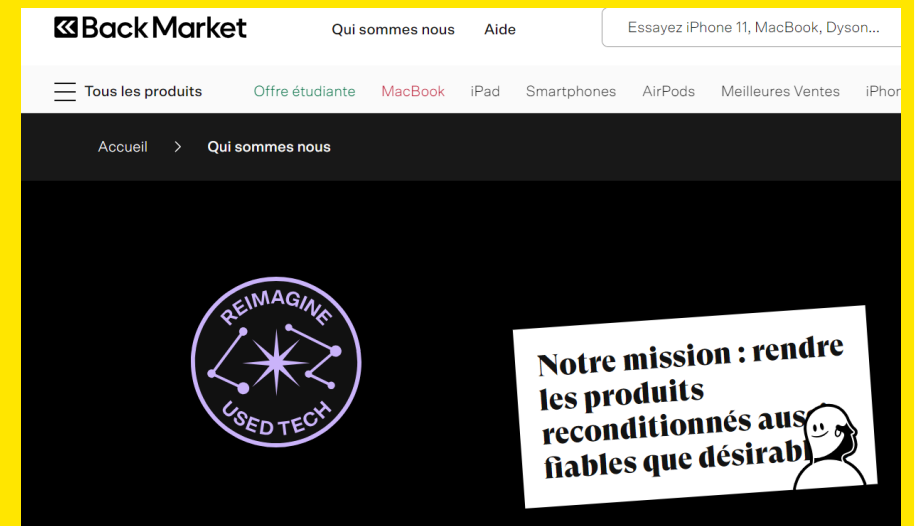 Back Market
Qui sommes nous
Aide
Essayez iPhone 11, MacBook, Dyson...
Tous les produits
Offre étudiante
MacBook
iPad
Smartphones
AirPods
Meilleures Ventes
Accueil
>
Qui sommes nous
REIMAGINE
USED TECH
Notre mission : rendre
les produits
reconditionnés
fiables que